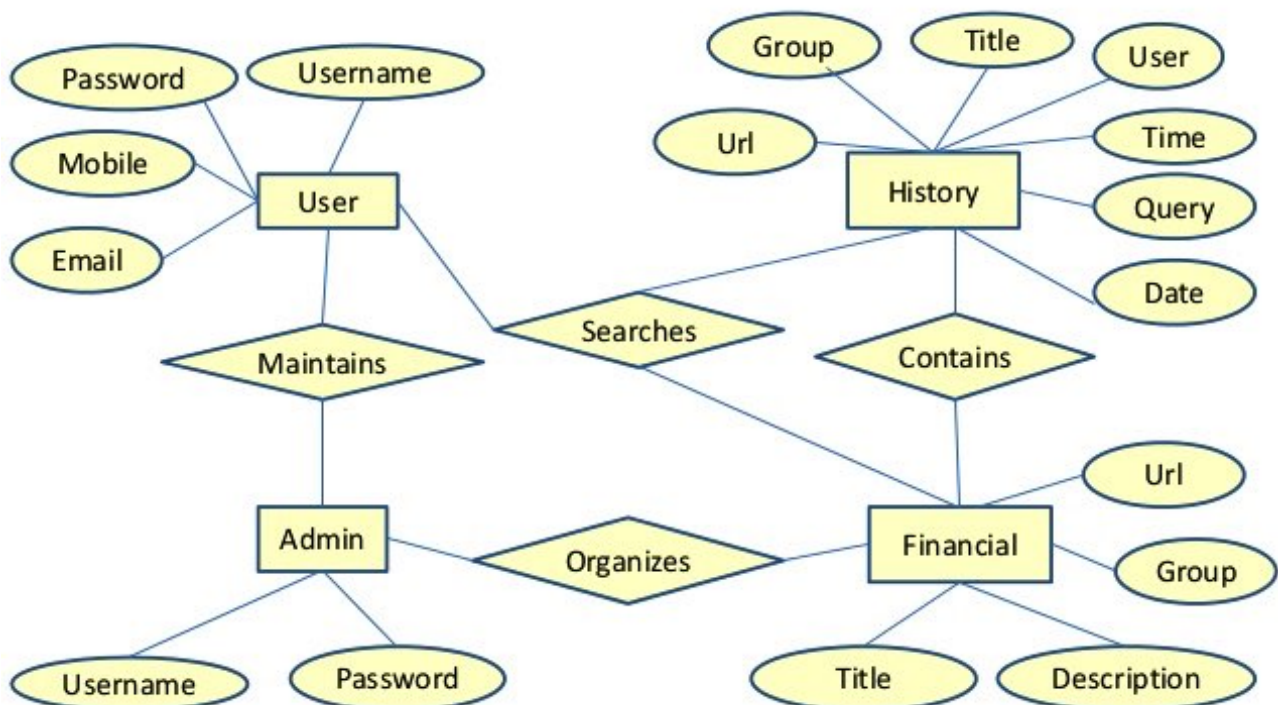 Group
Title
User
Password
Username
Url
Time
Mobile
User
History
Query
Email
Date
Searches
Maintains
Contains
Url
Admin
Organizes
Financial
Group
Username
Password
Title
Description